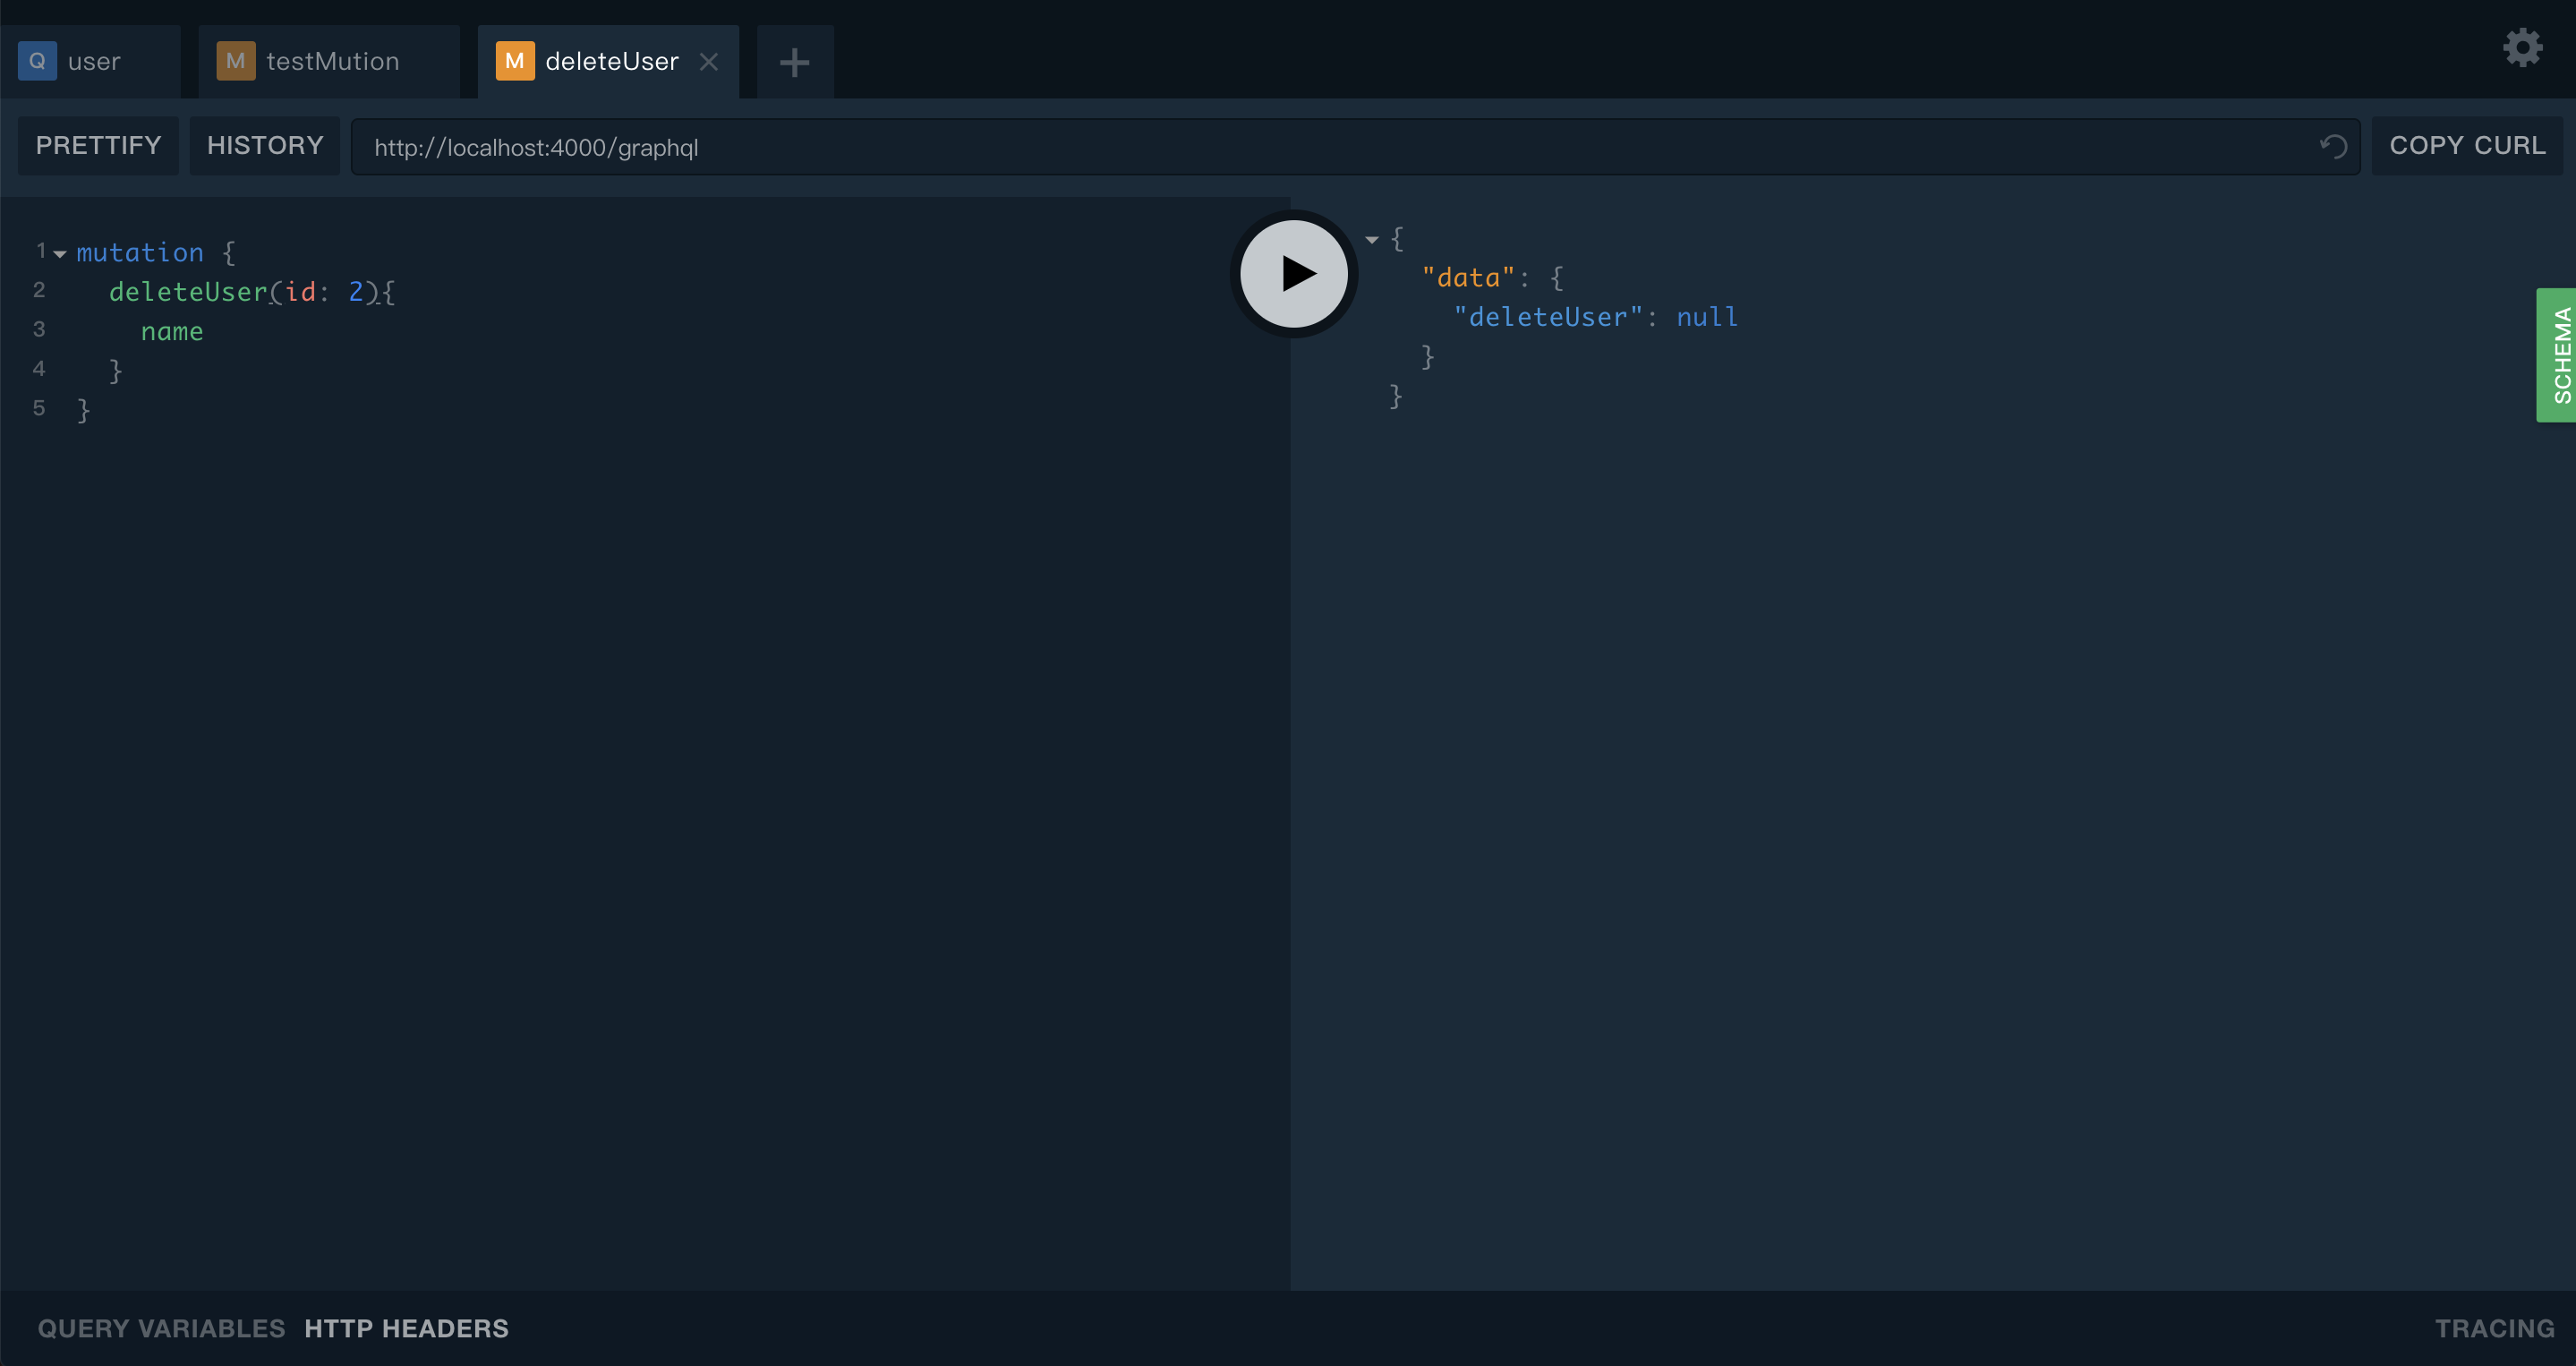 Q user M testMution M deleteUser
PRETTIFY HISTORY http://localhost:4000/graphql COPY CURL
1 mutation {
2 deleteUser(id: 2){
3 name
4 }
5 }
{
"data": {
"deleteUser": null
}
}
SCHEMA
QUERY VARIABLES HTTP HEADERS TRACING